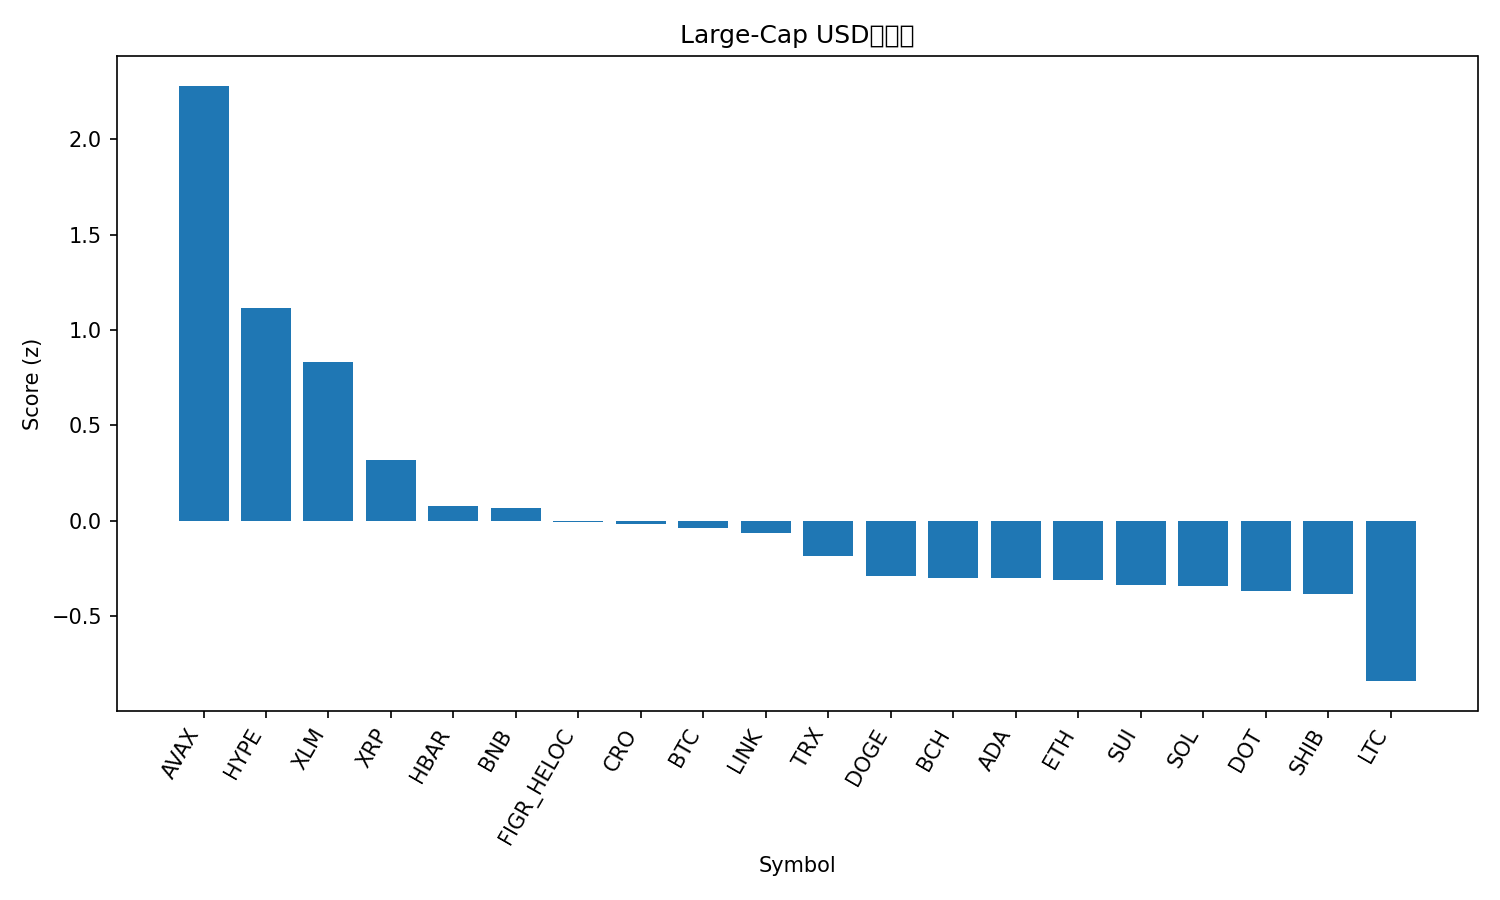 Large-Cap USD
Score (z)
2.0
1.5
1.0
0.5
0.0
−0.5
AVAX
HYPE
XLM
XRP
HBAR
BNB
FIGR_HELOC
CRO
BTC
LINK
TRX
DOGE
BCH
ADA
ETH
SUI
SOL
DOT
SHIB
LTC
Symbol